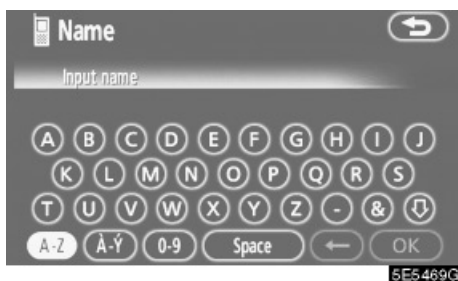 Name
Input name
A B C D E F G H I J
K L M N O P Q R S
T U V W X Y Z - &
A-Z À-Ý 0-9 Space ← OK
5E5469G